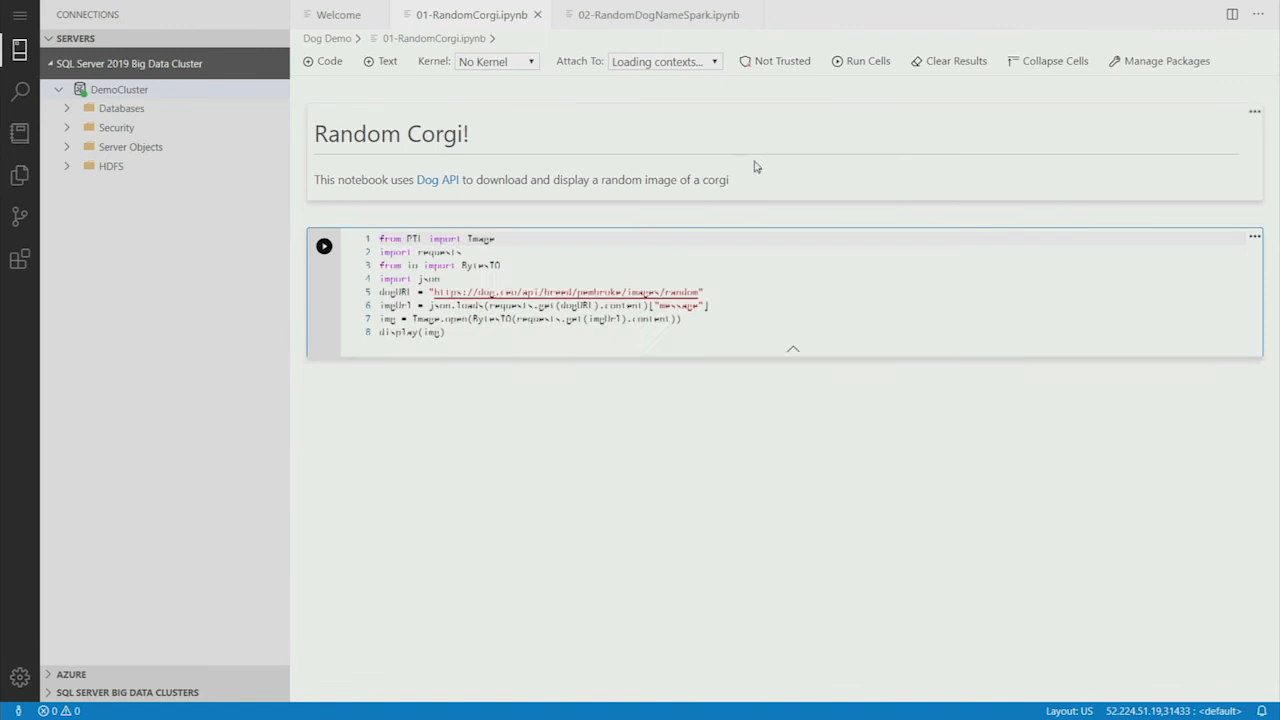 CONNECTIONS
SERVERS
SQL Server 2019 Big Data Cluster
DemoCluster
Databases
Security
Server Objects
HDFS
AZURE
SQL SERVER BIG DATA CLUSTERS
Welcome
01-RandomCorgi.ipynb
02-RandomDogNameSpark.ipynb
Dog Demo > 01-RandomCorgi.ipynb >
Code Text Kernel: No Kernel Attach To: Loading contexts... Not Trusted Run Cells Clear Results Collapse Cells Manage Packages
Random Corgi!
This notebook uses Dog API to download and display a random image of a corgi
1 from PIL import Image
2 import requests
3 from io import BytesIO
4 import json
5 dogURL = "https://dog.ceo/api/breed/pembroke/images/random"
6 imgUrl = json.loads(requests.get(dogURL).content)["message"]
7 img = Image.open(BytesIO(requests.get(imgUrl).content))
8 display(img)
0 0
Layout: US 52.224.51.19,31433 : <default>